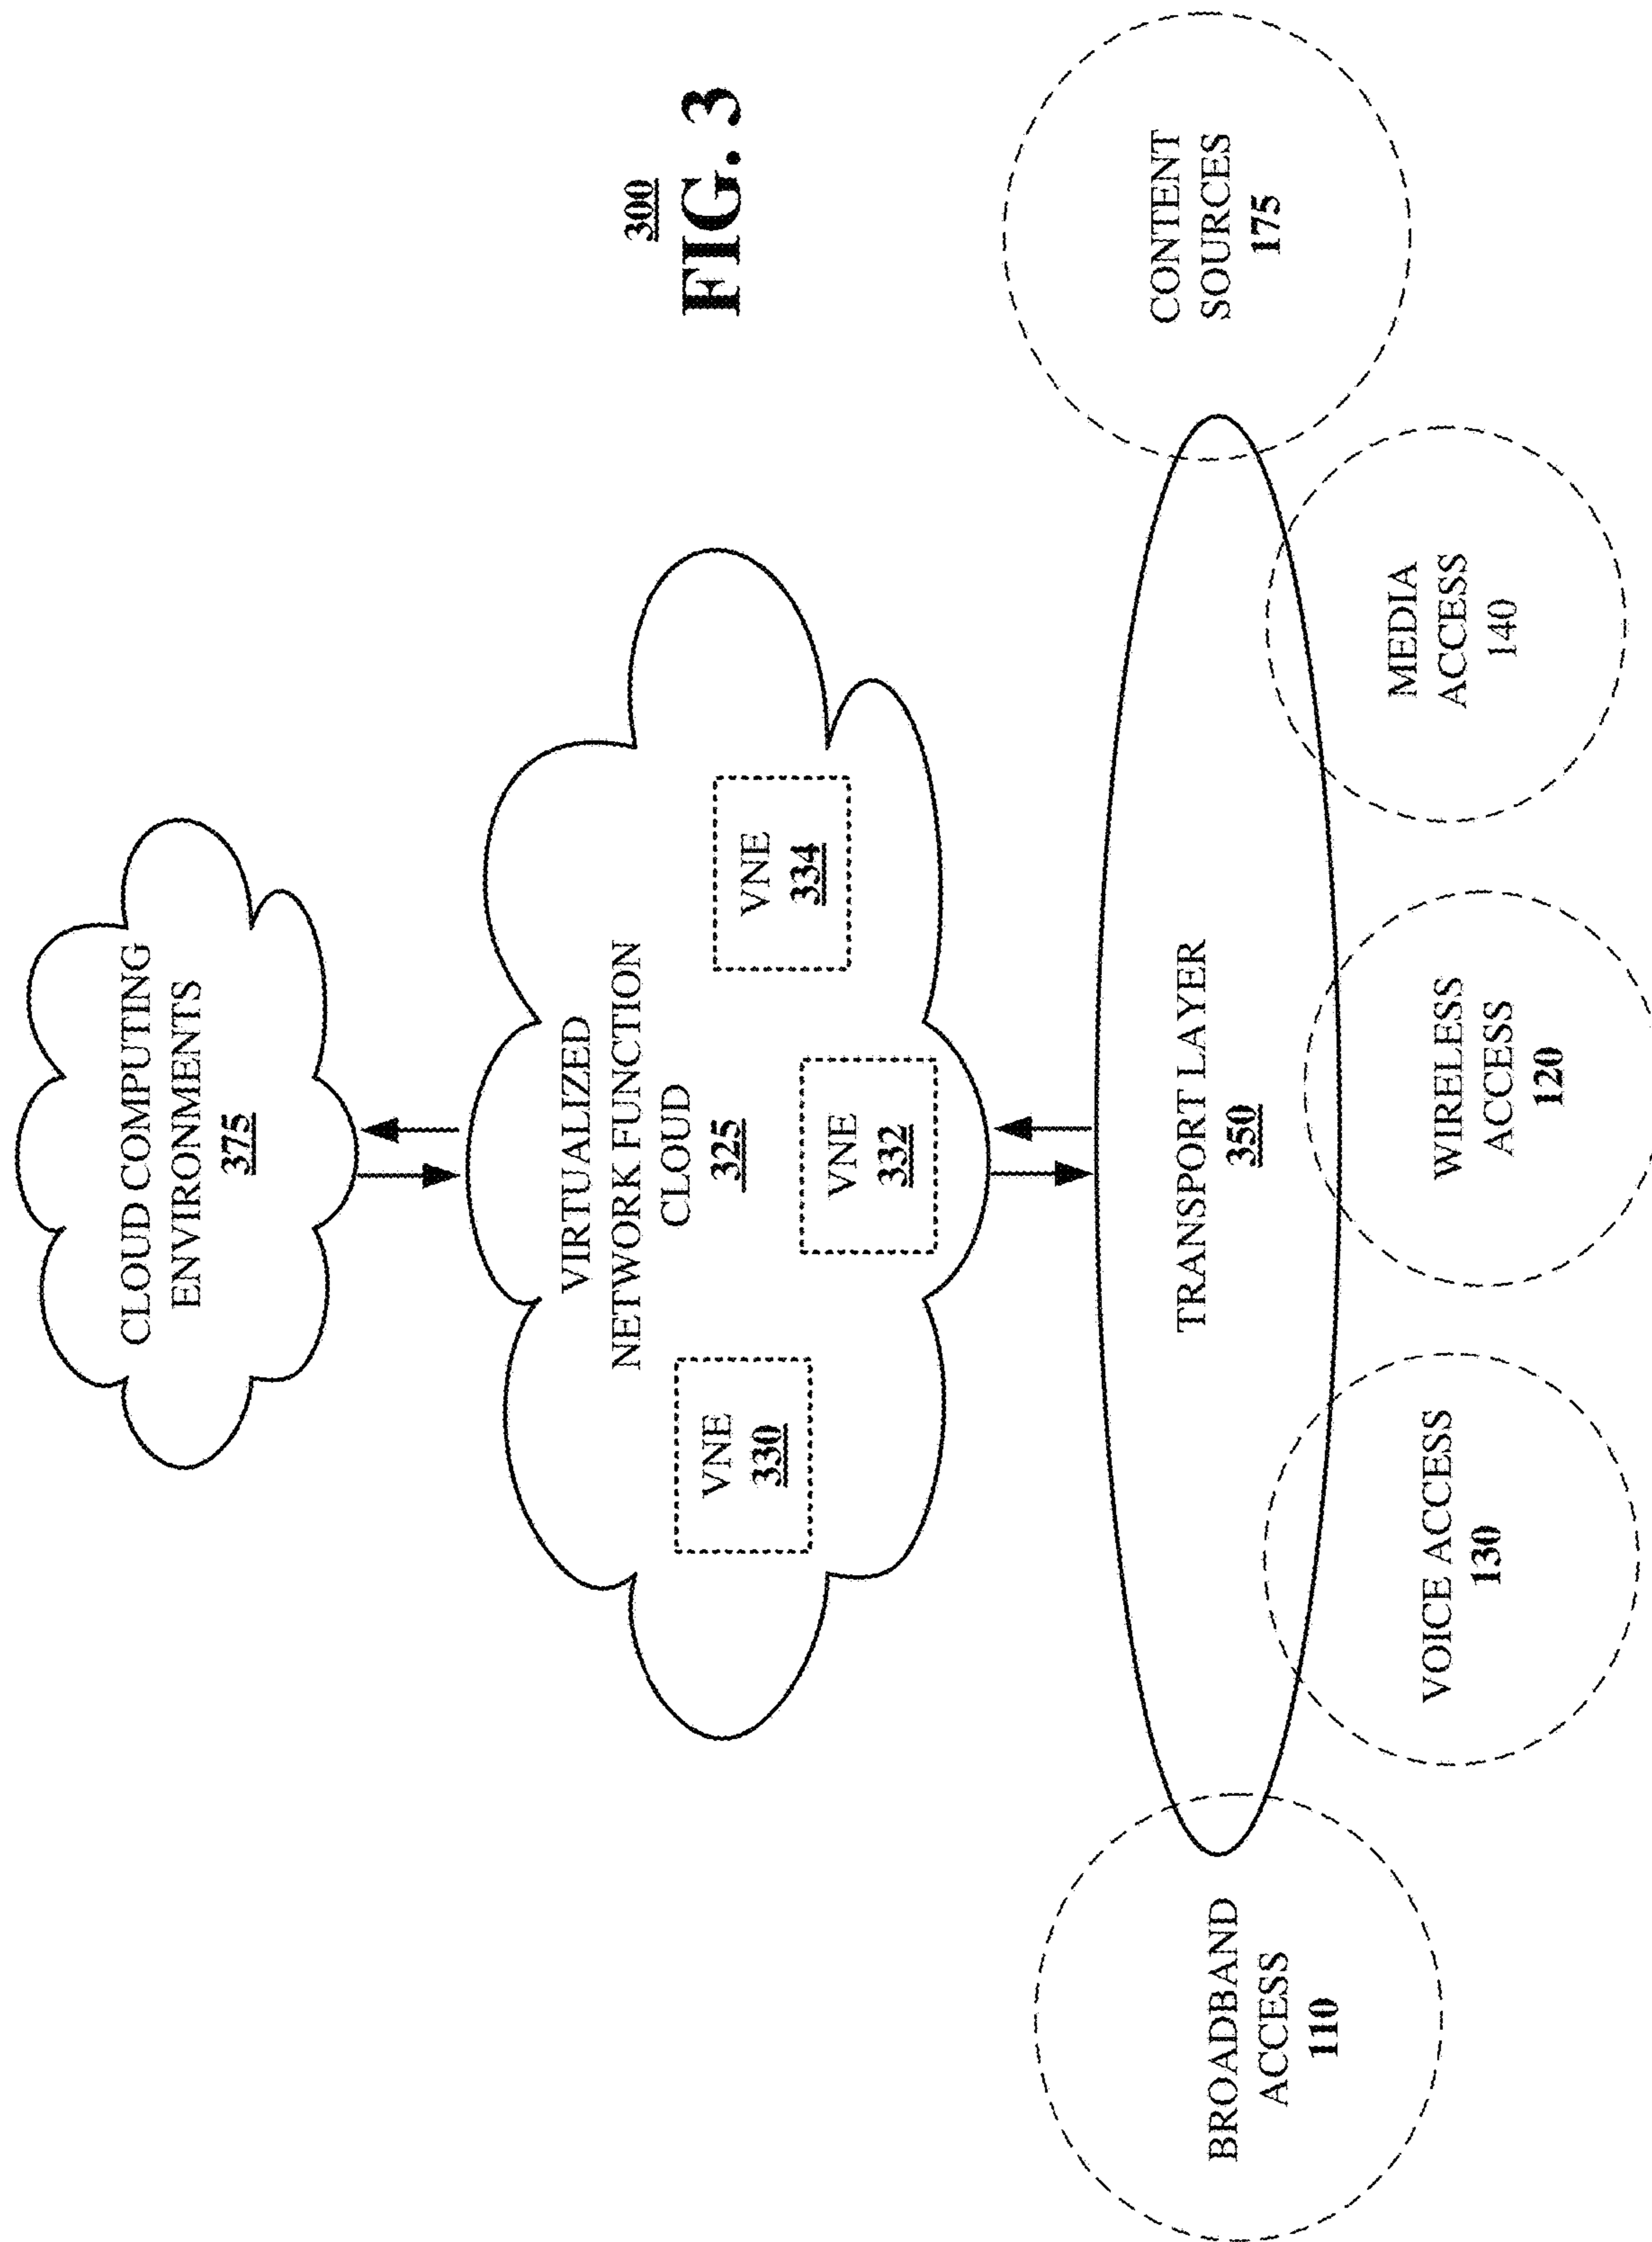 CLOUD COMPUTING
ENVIRONMENTS
375
VIRTUALIZED
NETWORK FUNCTION
CLOUD
325
VNE
330
VNE
332
VNE
334
TRANSPORT LAYER
350
BROADBAND
ACCESS
110
VOICE ACCESS
130
WIRELESS
ACCESS
120
MEDIA
ACCESS
140
CONTENT
SOURCES
175
300
FIG. 3